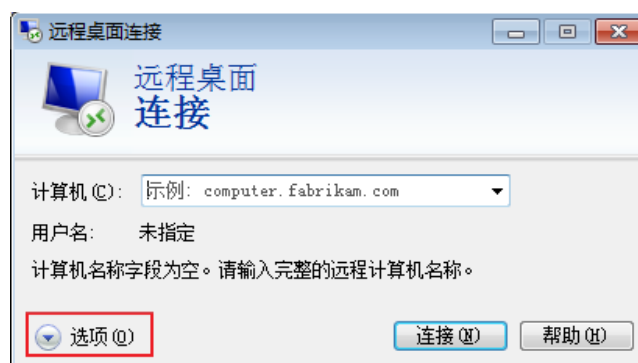 远程桌面连接
远程桌面
连接
计算机(C): 示例: computer.fabrikam.com
用户名: 未指定
计算机名称字段为空。请输入完整的远程计算机名称。
选项(O) 连接(N) 帮助(H)